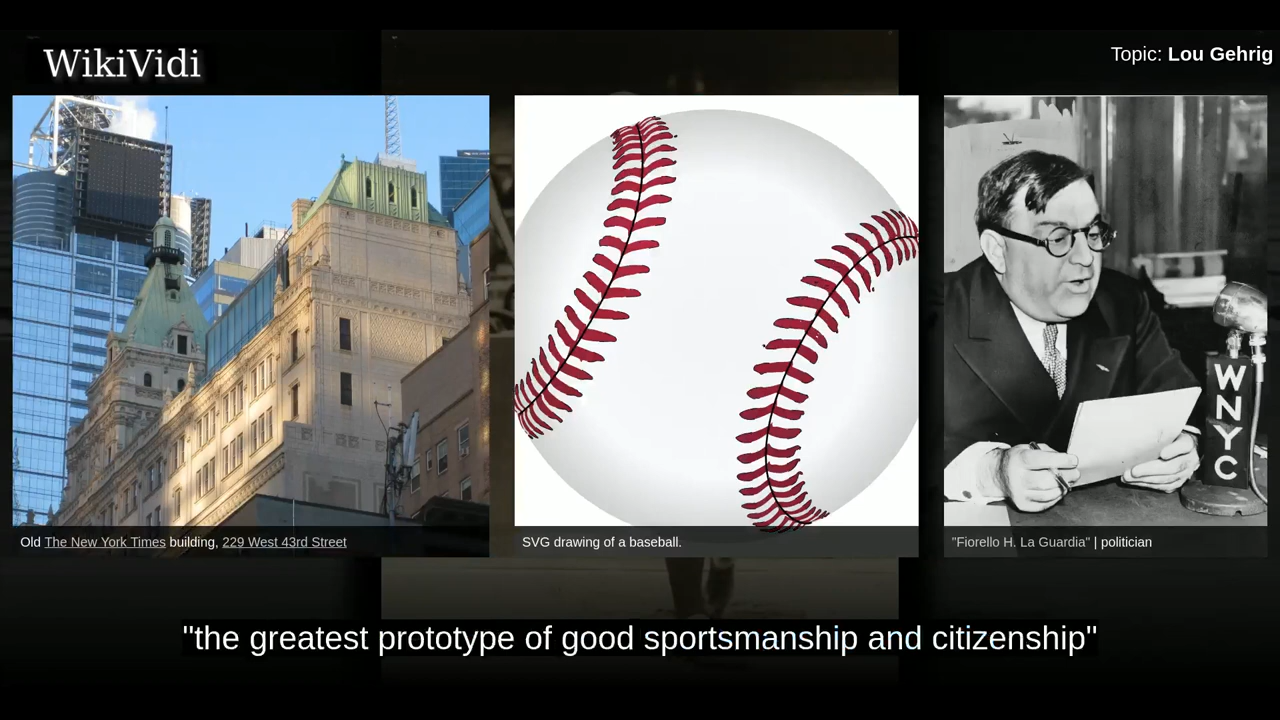 WikiVidi
Topic: Lou Gehrig
WNYC
Old The New York Times building, 229 West 43rd Street
SVG drawing of a baseball.
"Fiorello H. La Guardia" | politician
"the greatest prototype of good sportsmanship and citizenship"